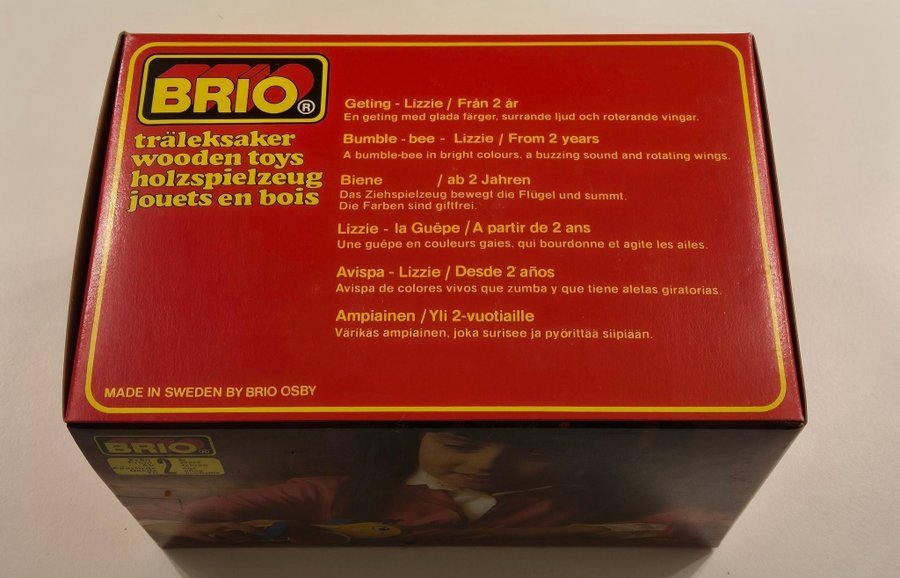 BRIO®
träleksaker
wooden toys
holzspielzeug
jouets en bois
Geting - Lizzie / Från 2 år
En geting med glada färger, surrande ljud och roterande vingar.
Bumble - bee - Lizzie / From 2 years
A bumble-bee in bright colours, a buzzing sound and rotating wings.
Biene / ab 2 Jahren
Das Ziehspielzeug bewegt die Flügel und summt.
Die Farben sind giftfrei.
Lizzie - la Guêpe / A partir de 2 ans
Une guêpe en couleurs gaies, qui bourdonne et agite les ailes.
Avispa - Lizzie / Desde 2 años
Avispa de colores vivos que zumba y que tiene aletas giratorias.
Ampiainen / Yli 2-vuotiaille
Värikäs ampiainen, joka surisee ja pyörittää siipiään.
MADE IN SWEDEN BY BRIO OSBY
BRIO®
2